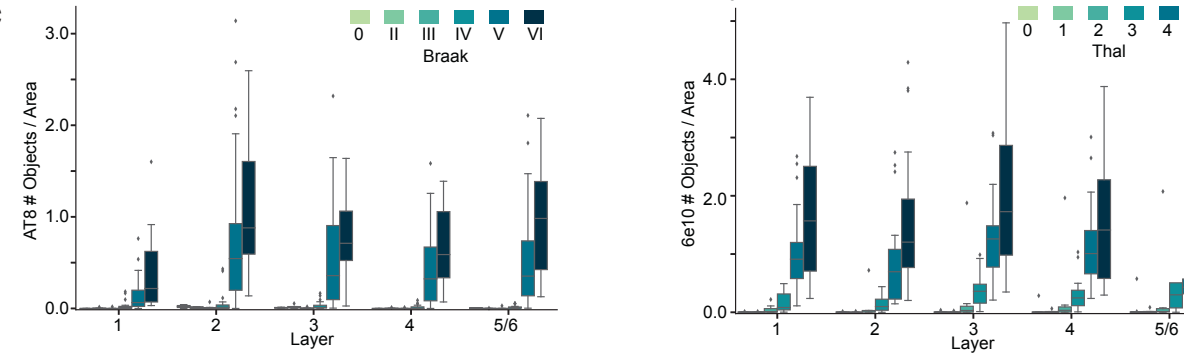 3.0
2.0
1.0
0.0
AT8 # Objects / Area
0 II III IV V VI
Braak
1 2 3 4 5/6
Layer
4.0
2.0
0.0
6e10 # Objects / Area
0 1 2 3 4
Thal
1 2 3 4 5/6
Layer